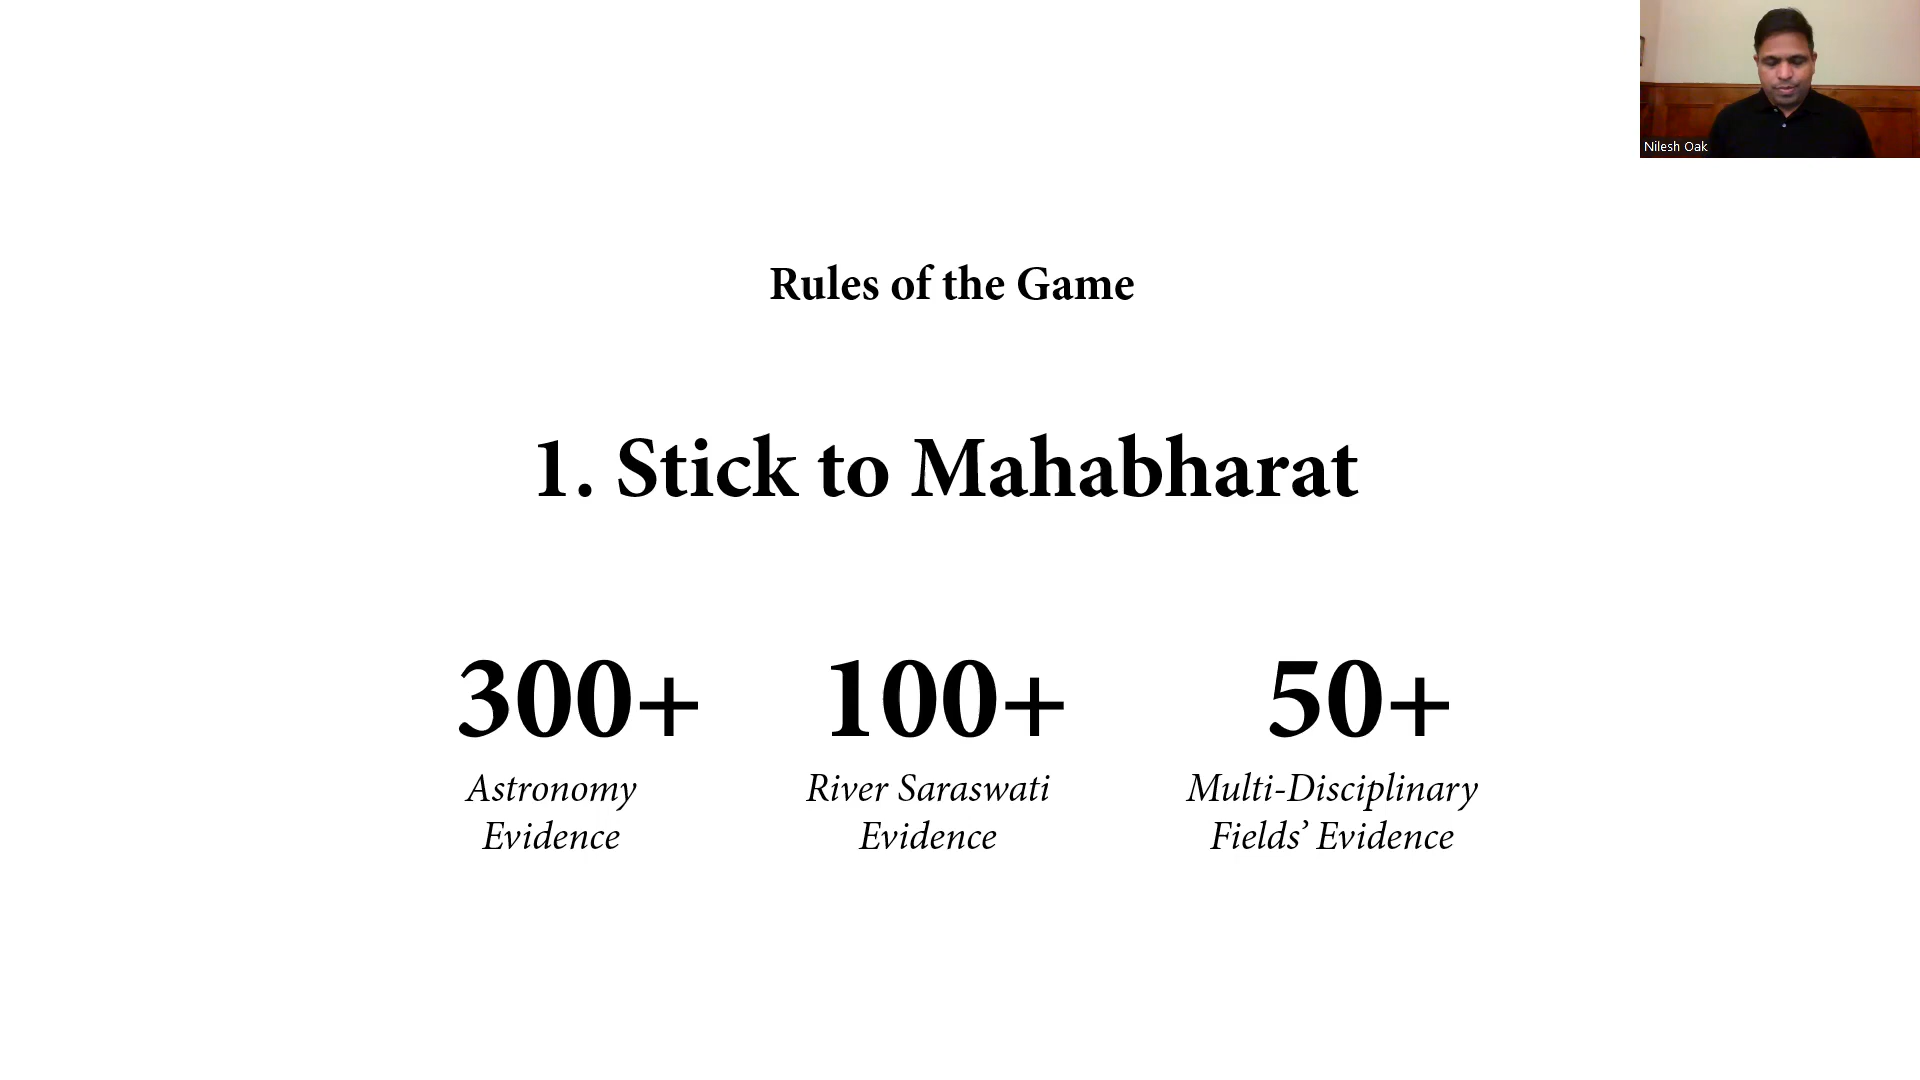 Nilesh Oak
Rules of the Game
1. Stick to Mahabharat
300+ 100+ 50+
Astronomy River Saraswati Multi-Disciplinary
Evidence Evidence Fields’ Evidence